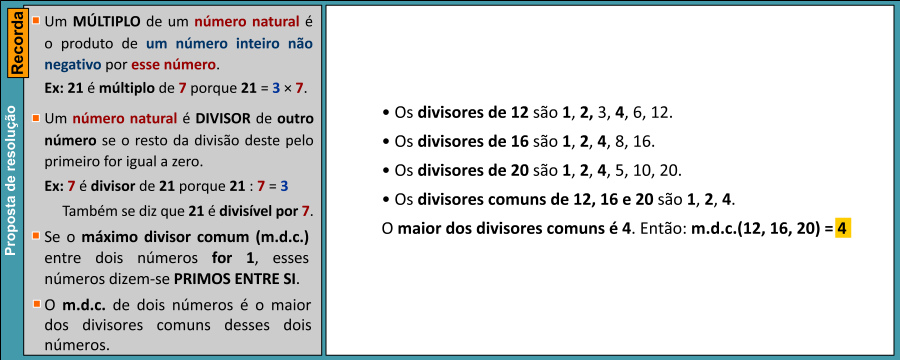 Recorda
Proposta de resolução
Um MÚLTIPLO de um número natural é
o produto de um número inteiro não
negativo por esse número.
Ex: 21 é múltiplo de 7 porque 21 = 3 × 7.
Um número natural é DIVISOR de outro
número se o resto da divisão deste pelo
primeiro for igual a zero.
Ex: 7 é divisor de 21 porque 21 : 7 = 3
Também se diz que 21 é divisível por 7.
Se o máximo divisor comum (m.d.c.)
entre dois números for 1, esses
números dizem-se PRIMOS ENTRE SI.
O m.d.c. de dois números é o maior
dos divisores comuns desses dois
números.
• Os divisores de 12 são 1, 2, 3, 4, 6, 12.
• Os divisores de 16 são 1, 2, 4, 8, 16.
• Os divisores de 20 são 1, 2, 4, 5, 10, 20.
• Os divisores comuns de 12, 16 e 20 são 1, 2, 4.
O maior dos divisores comuns é 4. Então: m.d.c.(12, 16, 20) = 4